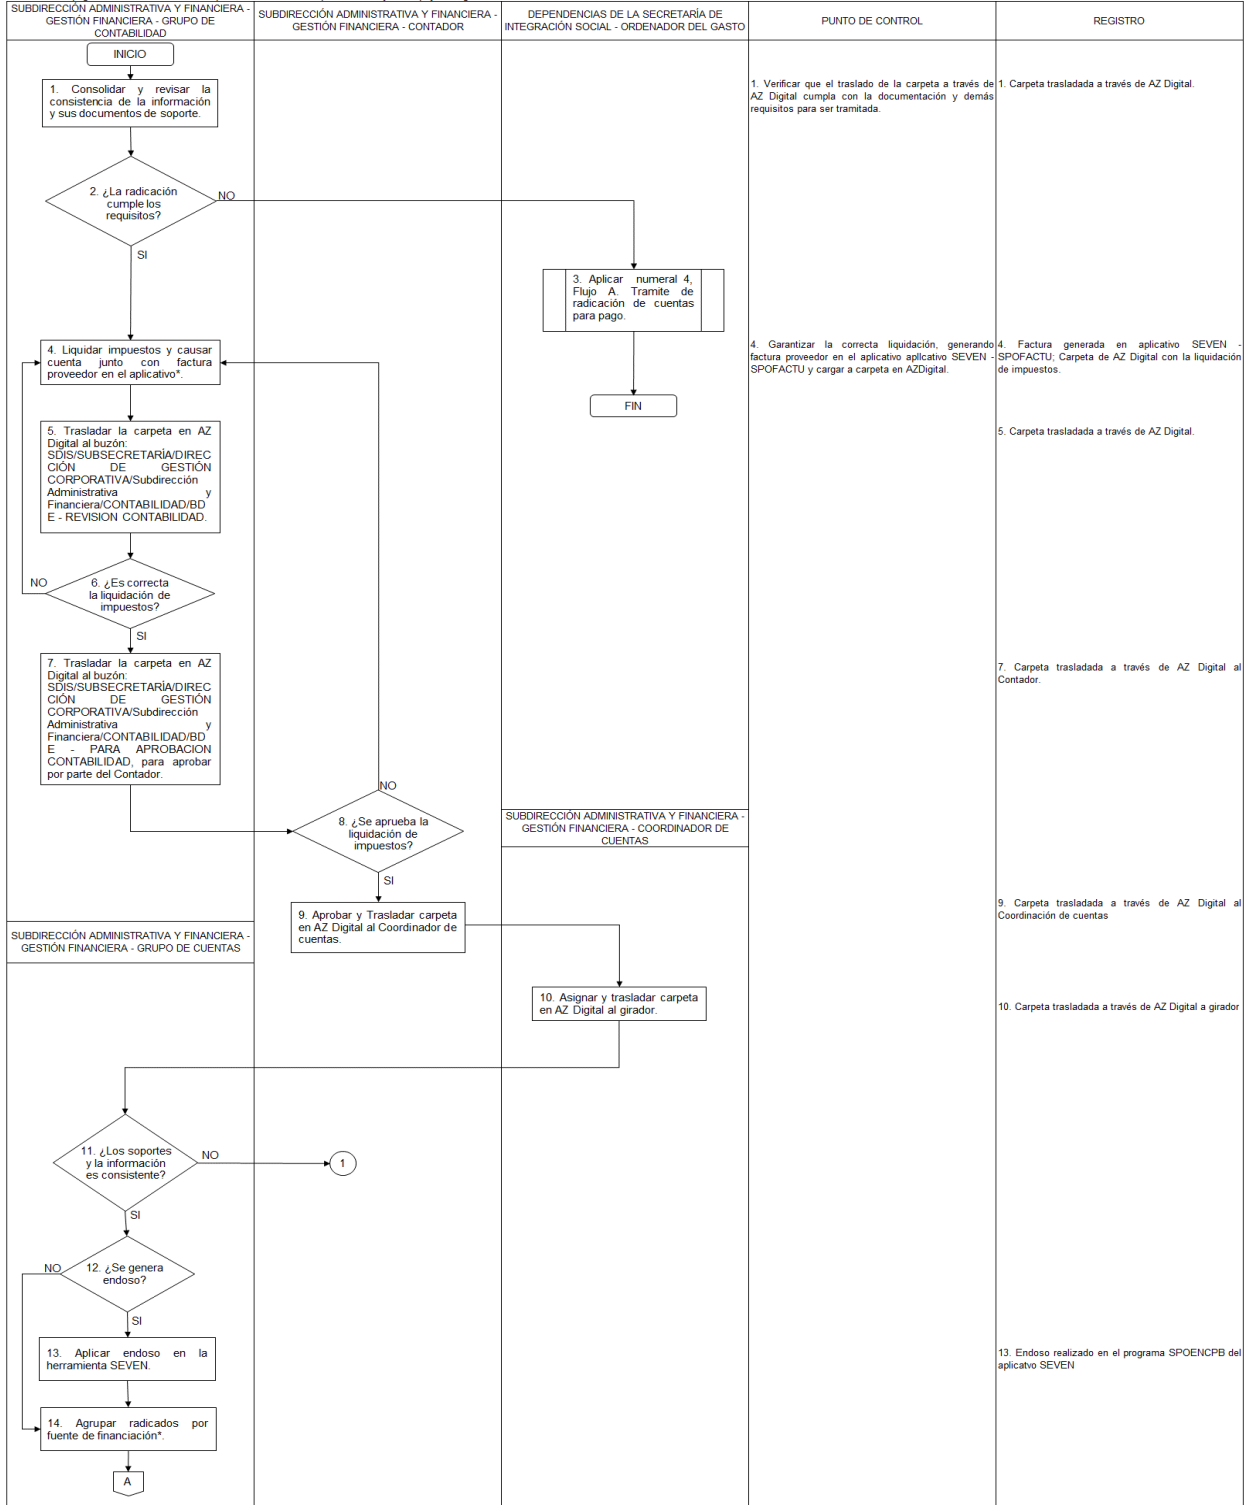 SUBDIRECCIÓN ADMINISTRATIVA Y FINANCIERA -
GESTIÓN FINANCIERA - GRUPO DE
CONTABILIDAD
SUBDIRECCIÓN ADMINISTRATIVA Y FINANCIERA -
GESTIÓN FINANCIERA - CONTADOR
DEPENDENCIAS DE LA SECRETARÍA DE
INTEGRACIÓN SOCIAL - ORDENADOR DEL GASTO
PUNTO DE CONTROL
REGISTRO
INICIO
1. Consolidar y revisar la
consistencia de la información
y sus documentos de soporte.
1. Verificar que el traslado de la carpeta a través de
AZ Digital cumpla con la documentación y demás
requisitos para ser tramitada.
1. Carpeta trasladada a través de AZ Digital.
2. ¿La radicación
cumple los
requisitos?
NO
SI
3. Aplicar numeral 4,
Flujo A. Tramite de
radicación de cuentas
para pago.
4. Liquidar impuestos y causar
cuenta junto con factura
proveedor en el aplicativo*.
4. Garantizar la correcta liquidación, generando
factura proveedor en el aplicativo apllcativo SEVEN -
SPOFACTU y cargar a carpeta en AZDigital.
4. Factura generada en aplicativo SEVEN -
SPOFACTU; Carpeta de AZ Digital con la liquidación
de impuestos.
FIN
5. Trasladar la carpeta en AZ
Digital al buzón:
SDIS/SUBSECRETARÍA/DIREC
CIÓN DE GESTIÓN
CORPORATIVA/Subdirección
Administrativa y
Financiera/CONTABILIDAD/BD
E - REVISION CONTABILIDAD.
5. Carpeta trasladada a través de AZ Digital.
6. ¿Es correcta
la liquidación de
impuestos?
NO
SI
7. Trasladar la carpeta en AZ
Digital al buzón:
SDIS/SUBSECRETARÍA/DIREC
CIÓN DE GESTIÓN
CORPORATIVA/Subdirección
Administrativa y
Financiera/CONTABILIDAD/BD
E - PARA APROBACION
CONTABILIDAD, para aprobar
por parte del Contador.
7. Carpeta trasladada a través de AZ Digital al
Contador.
NO
8. ¿Se aprueba la
liquidación de
impuestos?
SI
SUBDIRECCIÓN ADMINISTRATIVA Y FINANCIERA -
GESTIÓN FINANCIERA - COORDINADOR DE
CUENTAS
9. Aprobar y Trasladar carpeta
en AZ Digital al Coordinador de
cuentas.
9. Carpeta trasladada a través de AZ Digital al
Coordinación de cuentas
SUBDIRECCIÓN ADMINISTRATIVA Y FINANCIERA -
GESTIÓN FINANCIERA - GRUPO DE CUENTAS
10. Asignar y trasladar carpeta
en AZ Digital al girador.
10. Carpeta trasladada a través de AZ Digital a girador
11. ¿Los soportes
y la información
es consistente?
NO
1
SI
12. ¿Se genera
endoso?
NO
SI
13. Aplicar endoso en la
herramienta SEVEN.
13. Endoso realizado en el programa SPOENCPB del
aplicatvo SEVEN
14. Agrupar radicados por
fuente de financiación*.
A